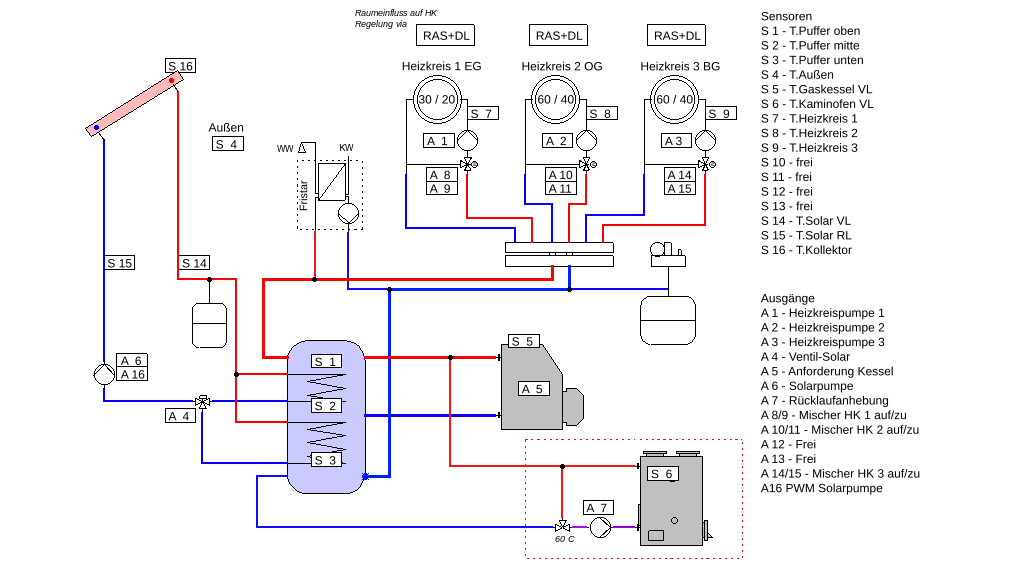 Raumeinfluss auf HK
Regelung via
RAS+DL
RAS+DL
RAS+DL
Heizkreis 1 EG
Heizkreis 2 OG
Heizkreis 3 BG
30 / 20
60 / 40
60 / 40
S 7
S 8
S 9
A 1
A 2
A 3
A 8
A 9
A 10
A 11
A 14
A 15
S 16
Außen
S 4
WW
KW
Fristar
S 15
S 14
A 6
A 16
A 4
S 1
S 2
S 3
S 5
A 5
S 6
A 7
60 C
Sensoren
S 1 - T.Puffer oben
S 2 - T.Puffer mitte
S 3 - T.Puffer unten
S 4 - T.Außen
S 5 - T.Gaskessel VL
S 6 - T.Kaminofen VL
S 7 - T.Heizkreis 1
S 8 - T.Heizkreis 2
S 9 - T.Heizkreis 3
S 10 - frei
S 11 - frei
S 12 - frei
S 13 - frei
S 14 - T.Solar VL
S 15 - T.Solar RL
S 16 - T.Kollektor
Ausgänge
A 1 - Heizkreispumpe 1
A 2 - Heizkreispumpe 2
A 3 - Heizkreispumpe 3
A 4 - Ventil-Solar
A 5 - Anforderung Kessel
A 6 - Solarpumpe
A 7 - Rücklaufanhebung
A 8/9 - Mischer HK 1 auf/zu
A 10/11 - Mischer HK 2 auf/zu
A 12 - Frei
A 13 - Frei
A 14/15 - Mischer HK 3 auf/zu
A16 PWM Solarpumpe